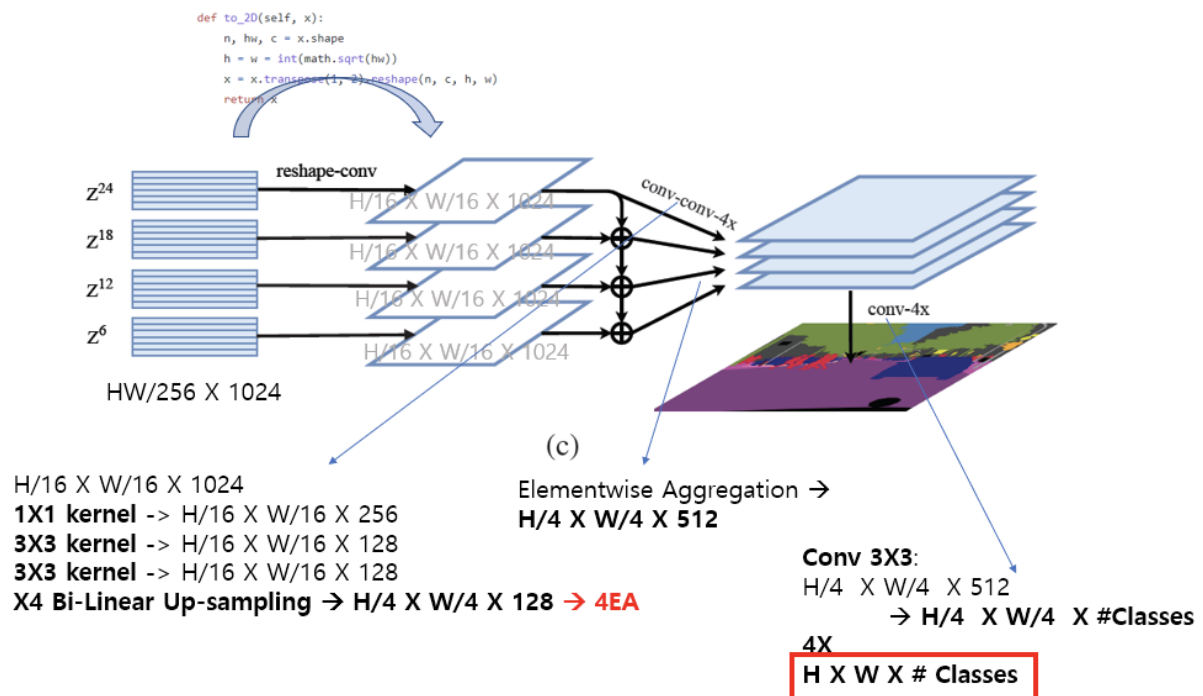 def to_2D(self, x):
n, hw, c = x.shape
h = w = int(math.sqrt(hw))
x = x.transpose(1, 2).reshape(n, c, h, w)
return x
reshape-conv
conv-conv-4x
z24
H/16 X W/16 X 1024
z18
H/16 X W/16 X 1024
z12
H/16 X W/16 X 1024
z6
H/16 X W/16 X 1024
conv-4x
HW/256 X 1024
(c)
H/16 X W/16 X 1024
1X1 kernel -> H/16 X W/16 X 256
3X3 kernel -> H/16 X W/16 X 128
3X3 kernel -> H/16 X W/16 X 128
X4 Bi-Linear Up-sampling → H/4 X W/4 X 128 → 4EA
Elementwise Aggregation →
H/4 X W/4 X 512
Conv 3X3:
H/4 X W/4 X 512
→ H/4 X W/4 X #Classes
4X
H X W X # Classes